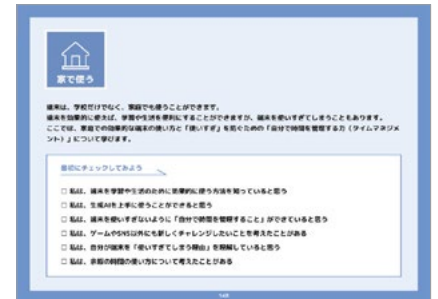 家で使う
端末は、学校だけでなく、家庭でも使うことができます。
端末を効果的に使えば、学習や生活を便利にすることができますが、端末を使いすぎてしまうこともあります。
ここでは、家庭での効果的な端末の使い方と「使いすぎ」を防ぐための「自分で時間を管理する力（タイムマネジメ
ント）」について学びます。
最初にチェックしてみよう
□ 私は、端末を学習や生活のために効果的に使う方法を知っていると思う
□ 私は、生成AIを上手に使うことができると思う
□ 私は、端末を使いすぎないように「自分で時間を管理すること」ができていると思う
□ 私は、ゲームやSNS以外にも新しくチャレンジしたいことを考えたことがある
□ 私は、自分が端末を「使いすぎてしまう理由」を理解していると思う
□ 私は、余暇の時間の使い方について考えたことがある